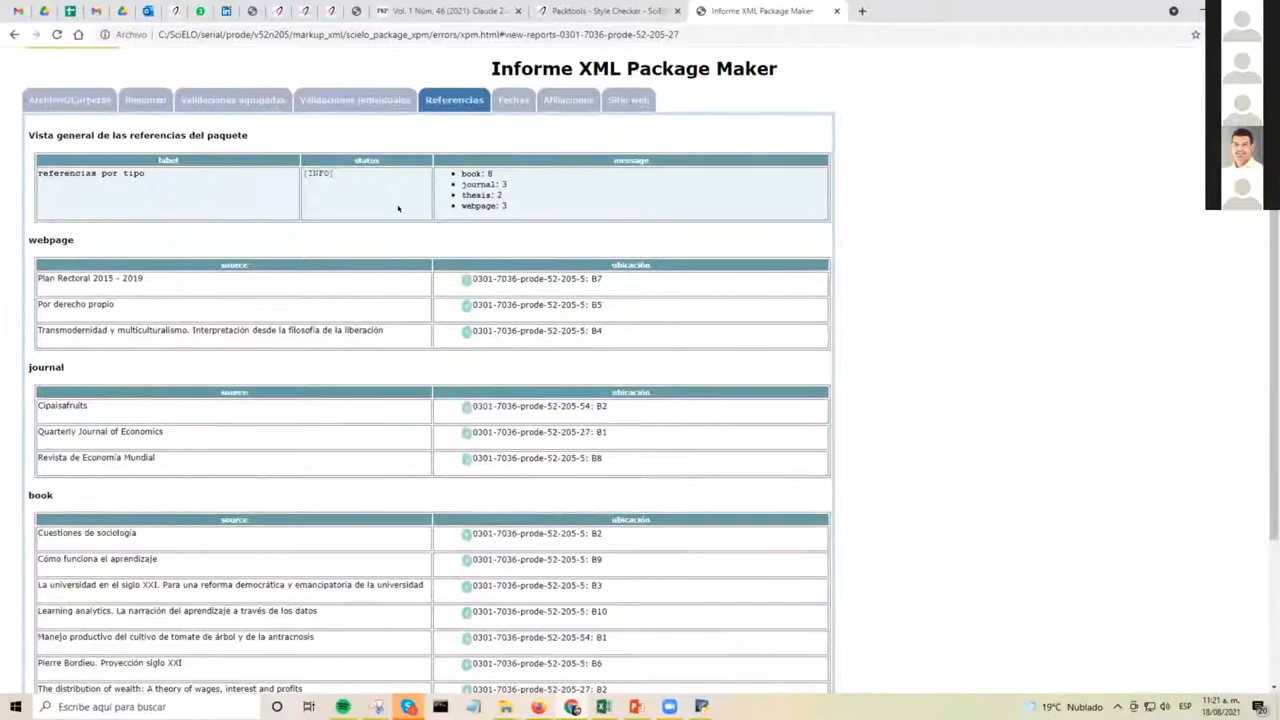 Vol. 1 Núm. 46 (2021). Claude Za
Packtools - Style Checker - SciEL
Informe XML Package Maker
Archivo
C:/SciELO/serial/prode/v52n205/markup_xml/scielo_package_xpm/errors/xpm.html#view-reports-0301-7036-prode-52-205-27
Informe XML Package Maker
Archivos/Carpetas Resumen Validaciones agrupadas Validaciones individuales Referencias Fechas Afiliaciones Sitio web
Vista general de las referencias del paquete
label status message
referencias por tipo [INFO] book: 8
journal: 3
thesis: 2
webpage: 3
webpage
source ubicación
Plan Rectoral 2015 - 2019 0301-7036-prode-52-205-5: B7
Por derecho propio 0301-7036-prode-52-205-5: B5
Transmodernidad y multiculturalismo. Interpretación desde la filosofía de la liberación 0301-7036-prode-52-205-5: B4
journal
source ubicación
Cipaisafruits 0301-7036-prode-52-205-54: B2
Quarterly Journal of Economics 0301-7036-prode-52-205-27: B1
Revista de Economía Mundial 0301-7036-prode-52-205-5: B8
book
source ubicación
Cuestiones de sociología 0301-7036-prode-52-205-5: B2
Cómo funciona el aprendizaje 0301-7036-prode-52-205-5: B9
La universidad en el siglo XXI. Para una reforma democrática y emancipatoria de la universidad 0301-7036-prode-52-205-5: B3
Learning analytics. La narración del aprendizaje a través de los datos 0301-7036-prode-52-205-5: B10
Manejo productivo del cultivo de tomate de árbol y de la antracnosis 0301-7036-prode-52-205-54: B1
Pierre Bordieu. Proyección siglo XXI 0301-7036-prode-52-205-5: B6
The distribution of wealth: A theory of wages, interest and profits 0301-7036-prode-52-205-27: B2
Escribe aquí para buscar
19°C Nublado
ESP
11:21 a. m.
18/08/2021
20